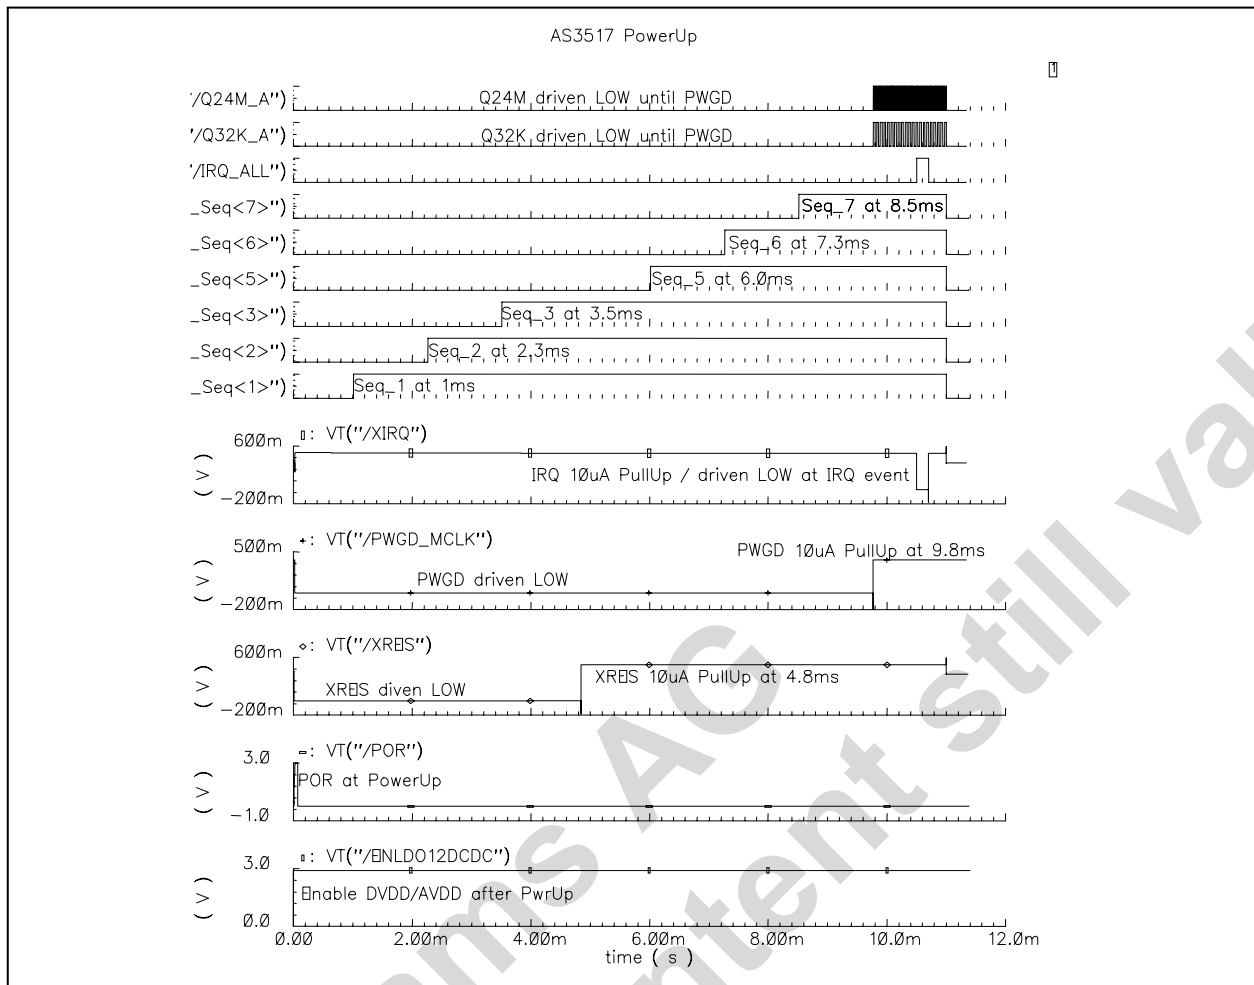 AS3517 PowerUp
1
/Q24M_A")
Q24M driven LOW until PWGD
/Q32K_A")
Q32K driven LOW until PWGD
"/IRQ_ALL")
_Seq<7>")
Seq_7 at 8.5ms
_Seq<6>")
Seq_6 at 7.3ms
_Seq<5>")
Seq_5 at 6.0ms
_Seq<3>")
Seq_3 at 3.5ms
_Seq<2>")
Seq_2 at 2.3ms
_Seq<1>")
Seq_1 at 1ms
▯: VT("/XIRQ")
600m
(V)
-200m
IRQ 10uA PullUp / driven LOW at IRQ event
+: VT("/PWGD_MCLK")
500m
(V)
-200m
PWGD 10uA PullUp at 9.8ms
PWGD driven LOW
◇: VT("/XRES")
600m
(V)
-200m
XRES 10uA PullUp at 4.8ms
XRES diven LOW
-: VT("/POR")
3.0
(V)
-1.0
POR at PowerUp
▯: VT("/ENLDO12DCDC")
3.0
(V)
0.0
Enable DVDD/AVDD after PwrUp
0.00 2.00m 4.00m 6.00m 8.00m 10.0m 12.0m
time ( s )
ams AG
tent still val